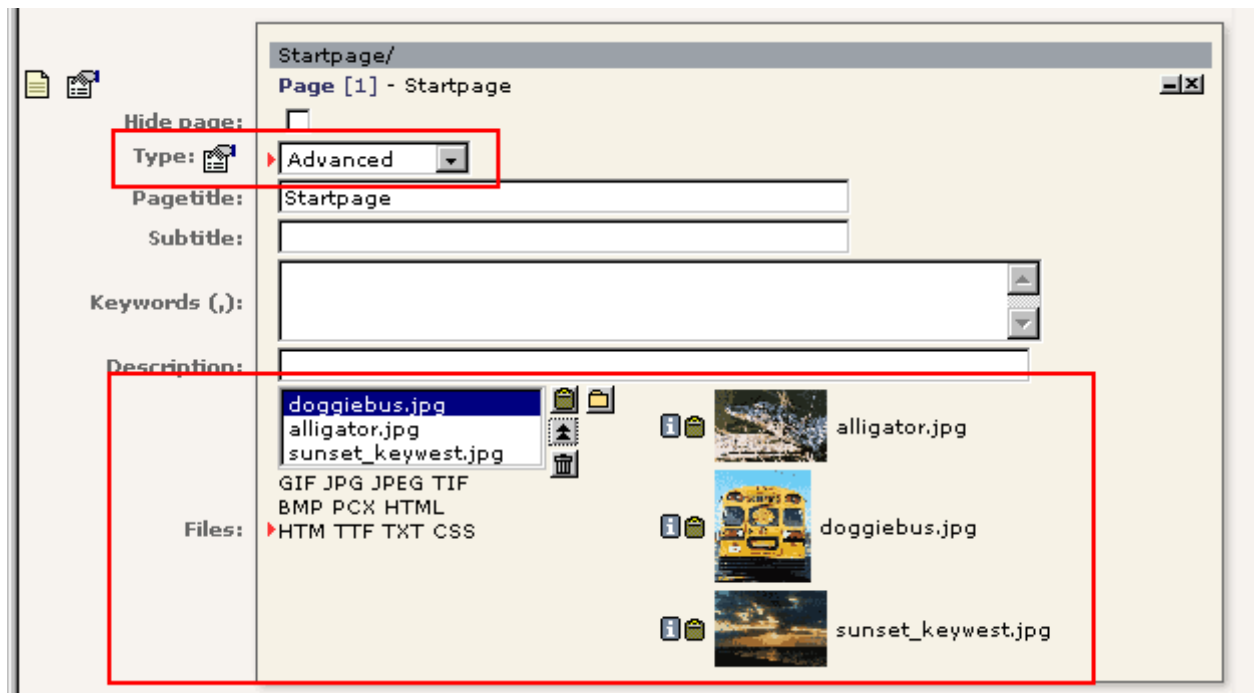 Startpage/
Page [1] - Startpage
Hide page:
Type: Advanced
Pagetitle: Startpage
Subtitle:
Keywords (,):
Description:
doggiebus.jpg
alligator.jpg
sunset_keywest.jpg
GIF JPG JPEG TIF
BMP PCX HTML
Files: HTM TTF TXT CSS
alligator.jpg
doggiebus.jpg
sunset_keywest.jpg